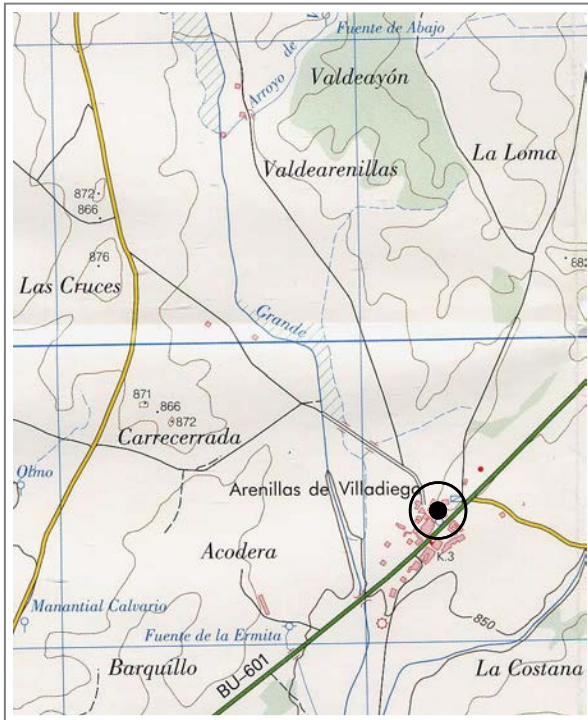 Fuente de Abajo
Arroyo de
Valdeayón
Valdearenillas
La Loma
872
866
876
882
Las Cruces
Grande
871
866
872
Carrecerrada
Olmo
Arenillas de Villadiego
K.3
Acodera
Manantial Calvario
Fuente de la Ermita
850
BU-601
Barquillo
La Costana